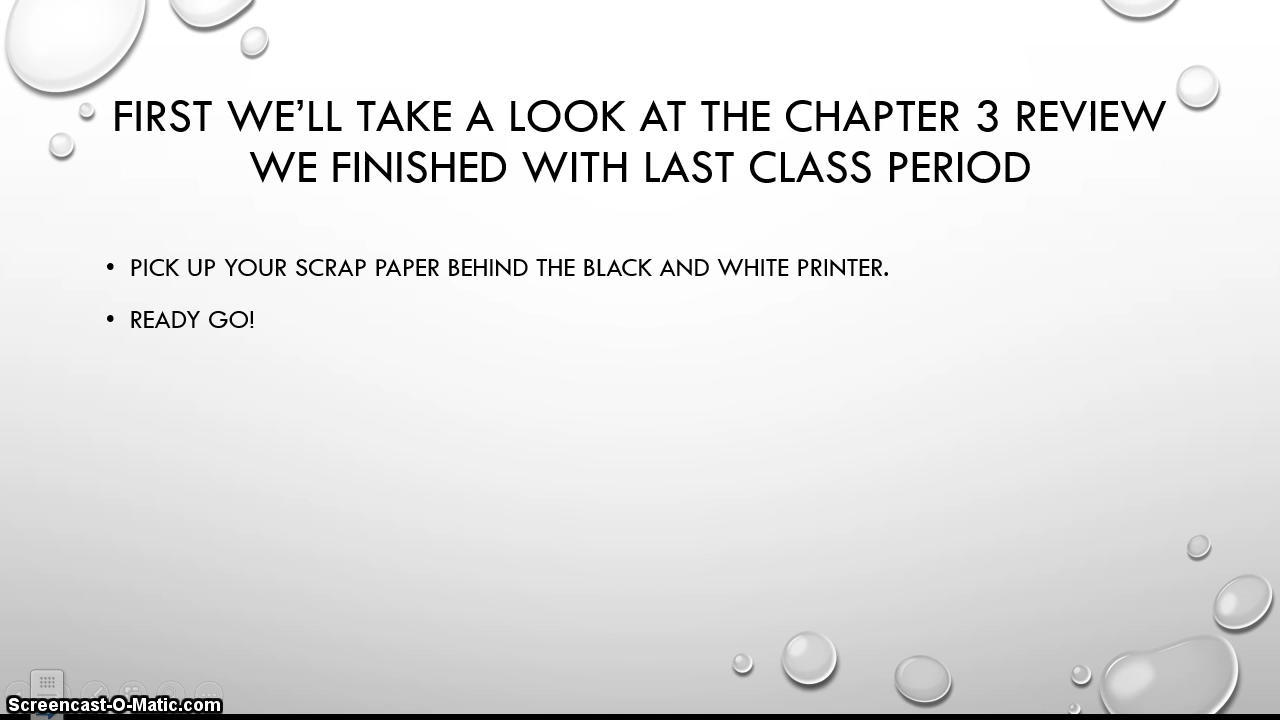 FIRST WE’LL TAKE A LOOK AT THE CHAPTER 3 REVIEW
WE FINISHED WITH LAST CLASS PERIOD
• PICK UP YOUR SCRAP PAPER BEHIND THE BLACK AND WHITE PRINTER.
• READY GO!
Screencast-O-Matic.com